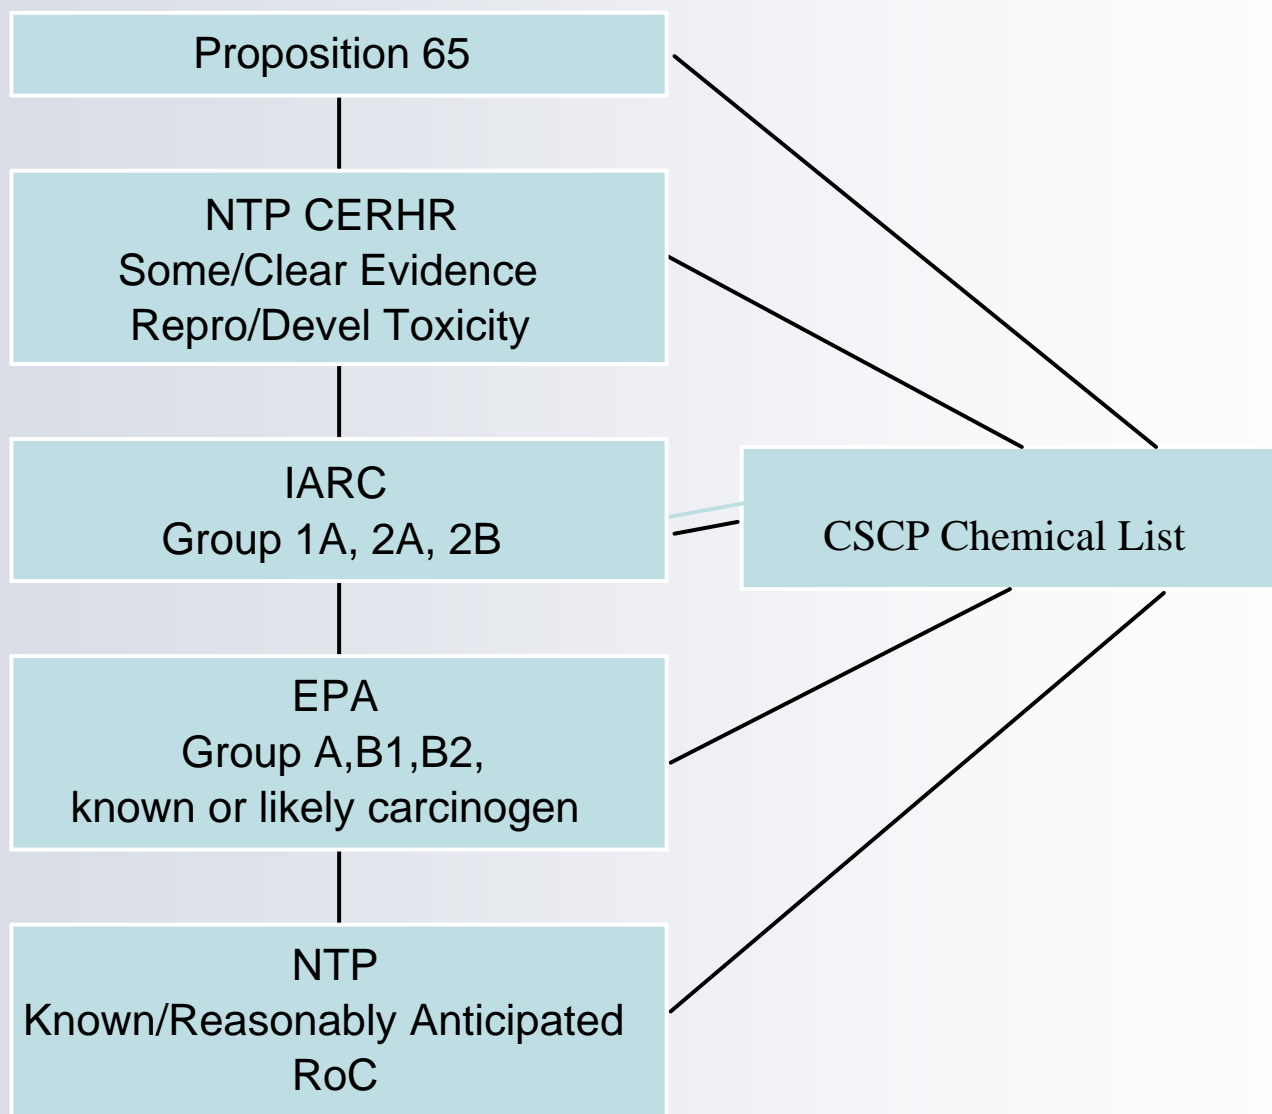 Proposition 65
NTP CERHR
Some/Clear Evidence
Repro/Devel Toxicity
IARC
Group 1A, 2A, 2B
CSCP Chemical List
EPA
Group A,B1,B2,
known or likely carcinogen
NTP
Known/Reasonably Anticipated
RoC